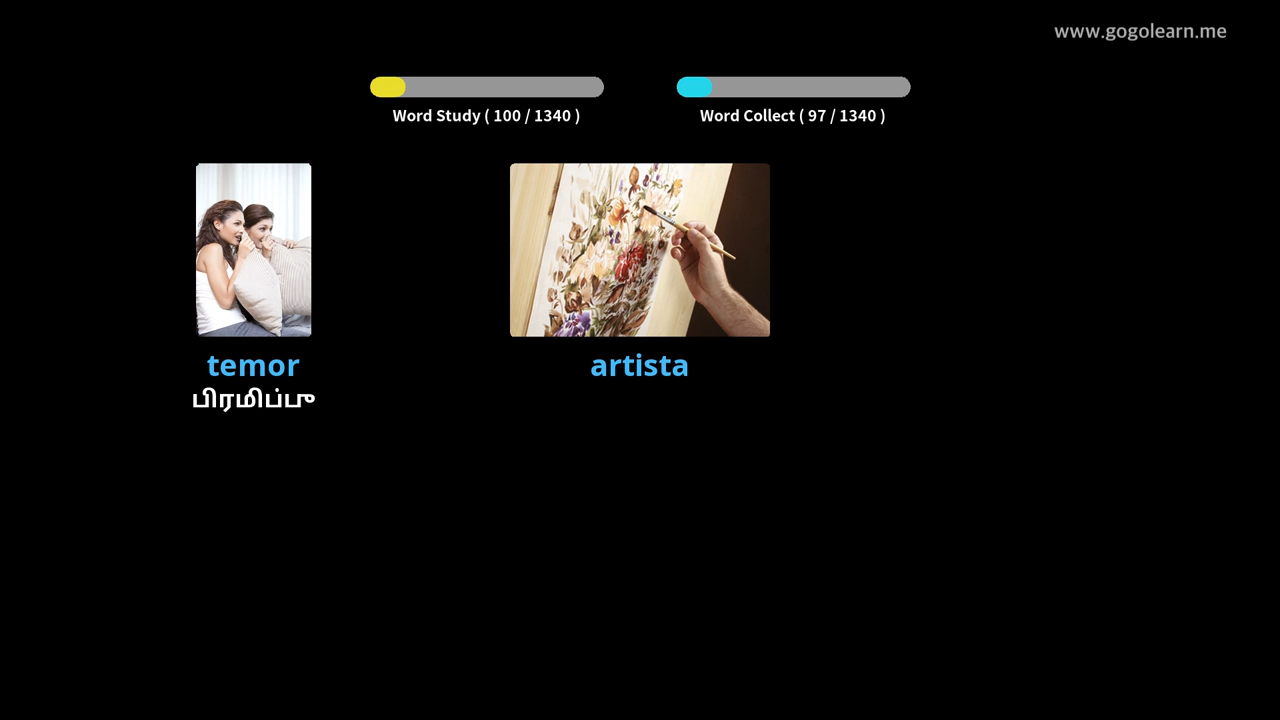 www.gogolearn.me
Word Study ( 100 / 1340 )
Word Collect ( 97 / 1340 )
temor
பிரமிப்பு
artista